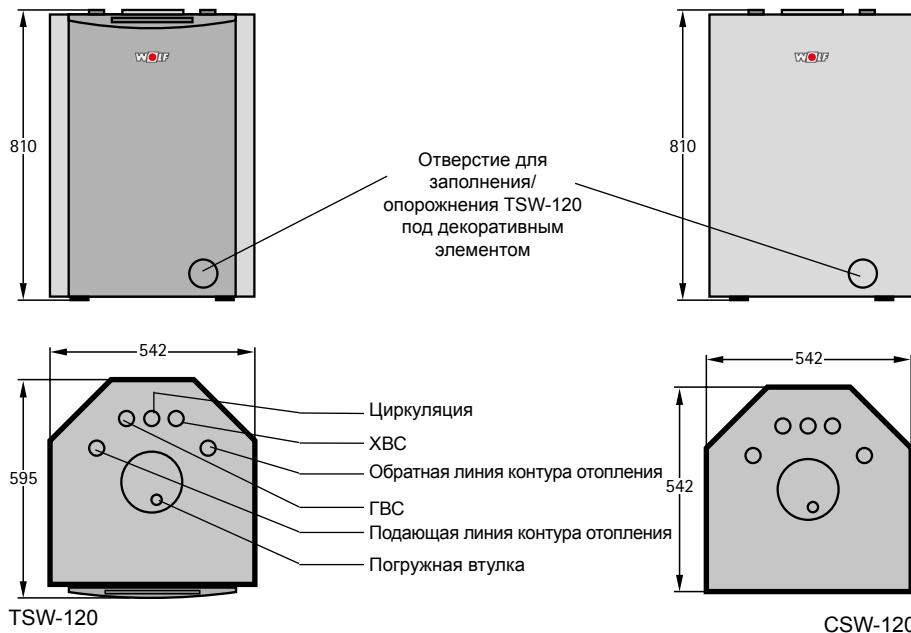 WOLF
WOLF
810
810
Отверстие для
заполнения/
опорожнения TSW-120
под декоративным
элементом
542
542
595
542
Циркуляция
ХВС
Обратная линия контура отопления
ГВС
Подающая линия контура отопления
Погружная втулка
TSW-120
CSW-120